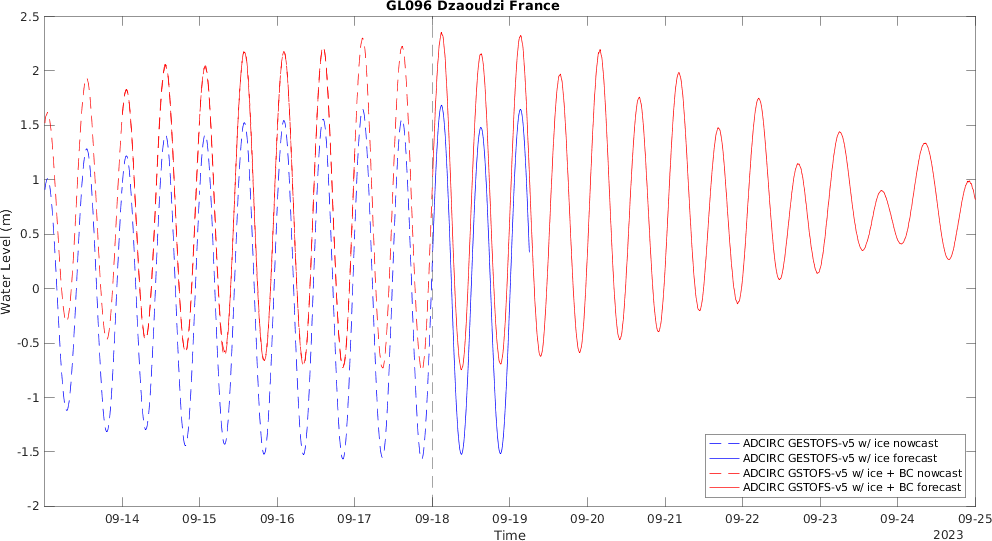 GL096 Dzaoudzi France
2.5
2
1.5
1
0.5
0
-0.5
-1
-1.5
-2
Water Level (m)
ADCIRC GESTOFS-v5 w/ ice nowcast
ADCIRC GESTOFS-v5 w/ ice forecast
ADCIRC GSTOFS-v5 w/ ice + BC nowcast
ADCIRC GSTOFS-v5 w/ ice + BC forecast
09-14 09-15 09-16 09-17 09-18 09-19 09-20 09-21 09-22 09-23 09-24 09-25
Time
2023